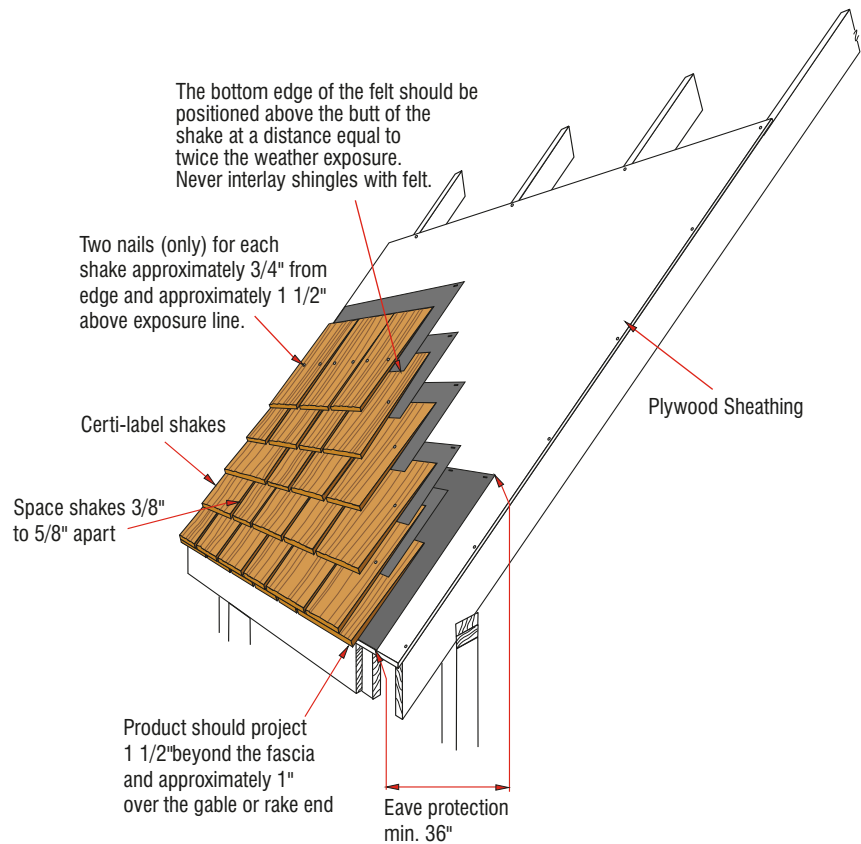 The bottom edge of the felt should be
positioned above the butt of the
shake at a distance equal to
twice the weather exposure.
Never interlay shingles with felt.
Two nails (only) for each
shake approximately 3/4" from
edge and approximately 1 1/2"
above exposure line.
Plywood Sheathing
Certi-label shakes
Space shakes 3/8"
to 5/8" apart
Product should project
1 1/2"beyond the fascia
and approximately 1"
over the gable or rake end
Eave protection
min. 36"